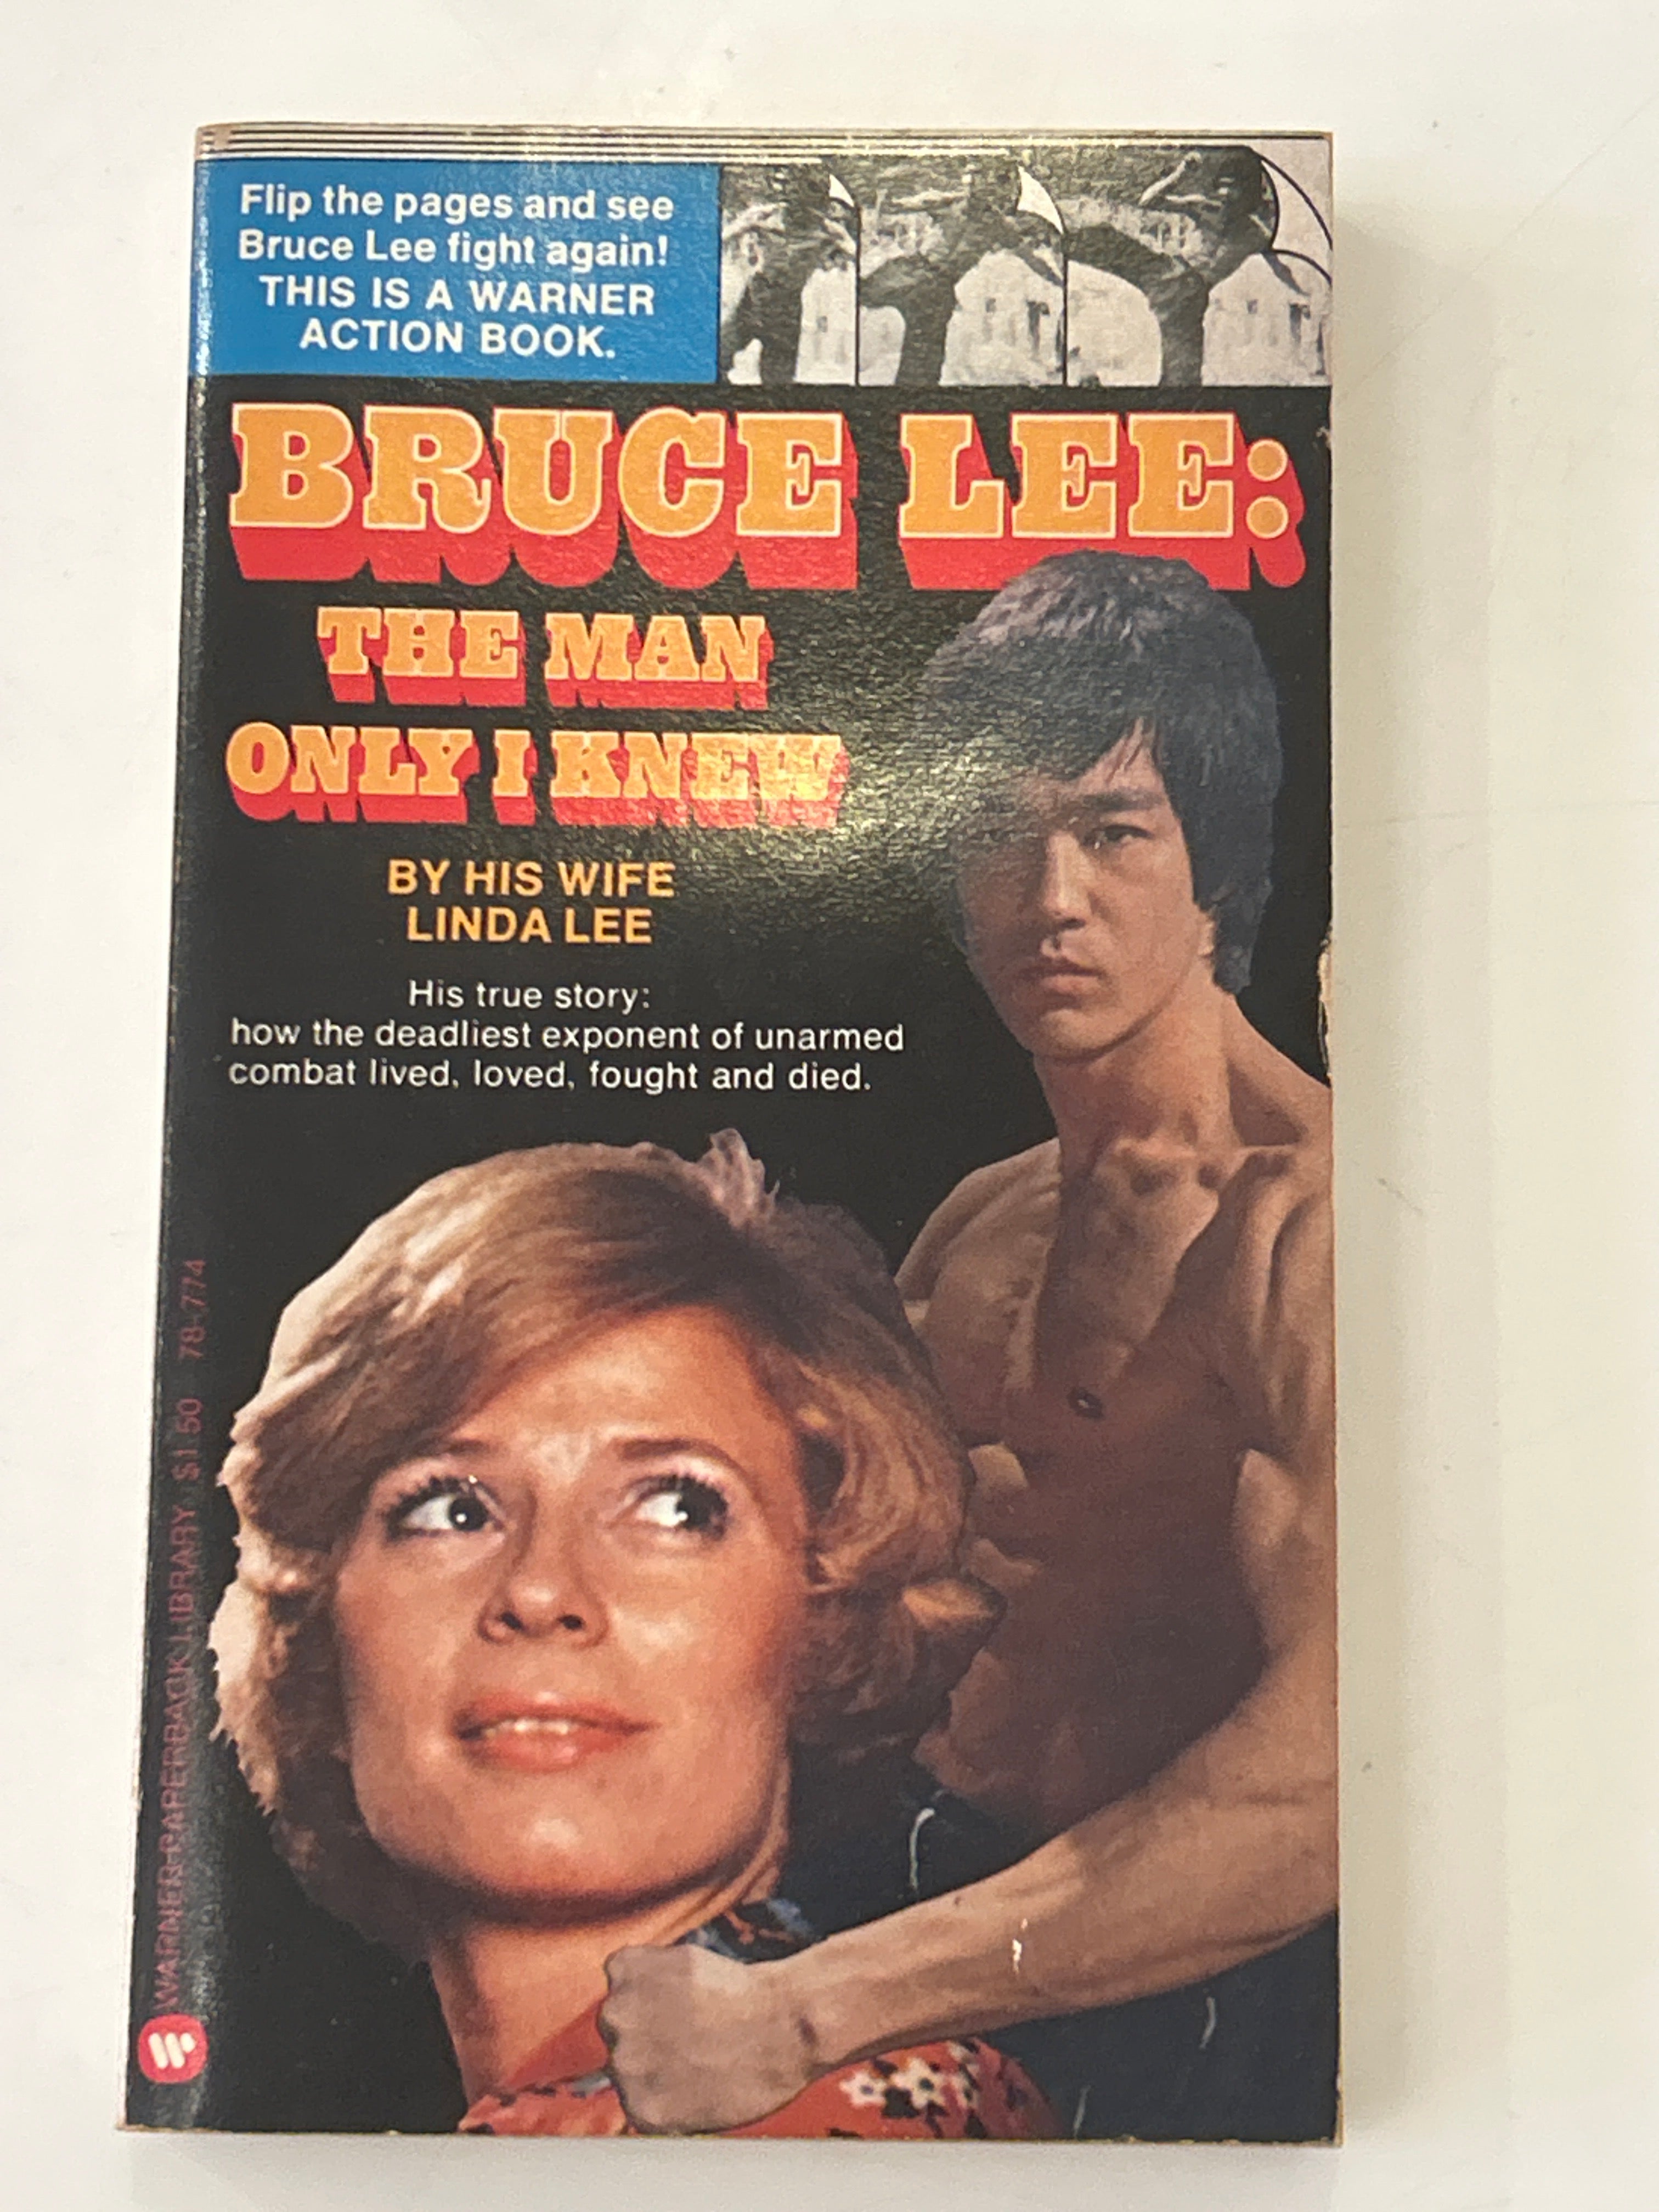 Flip the pages and see
Bruce Lee fight again!
THIS IS A WARNER
ACTION BOOK.
BRUCE LEE:
THE MAN
ONLY I KNEW
BY HIS WIFE
LINDA LEE
His true story:
how the deadliest exponent of unarmed
combat lived, loved, fought and died.
WARNER PAPERBACK LIBRARY $1.50 78-774